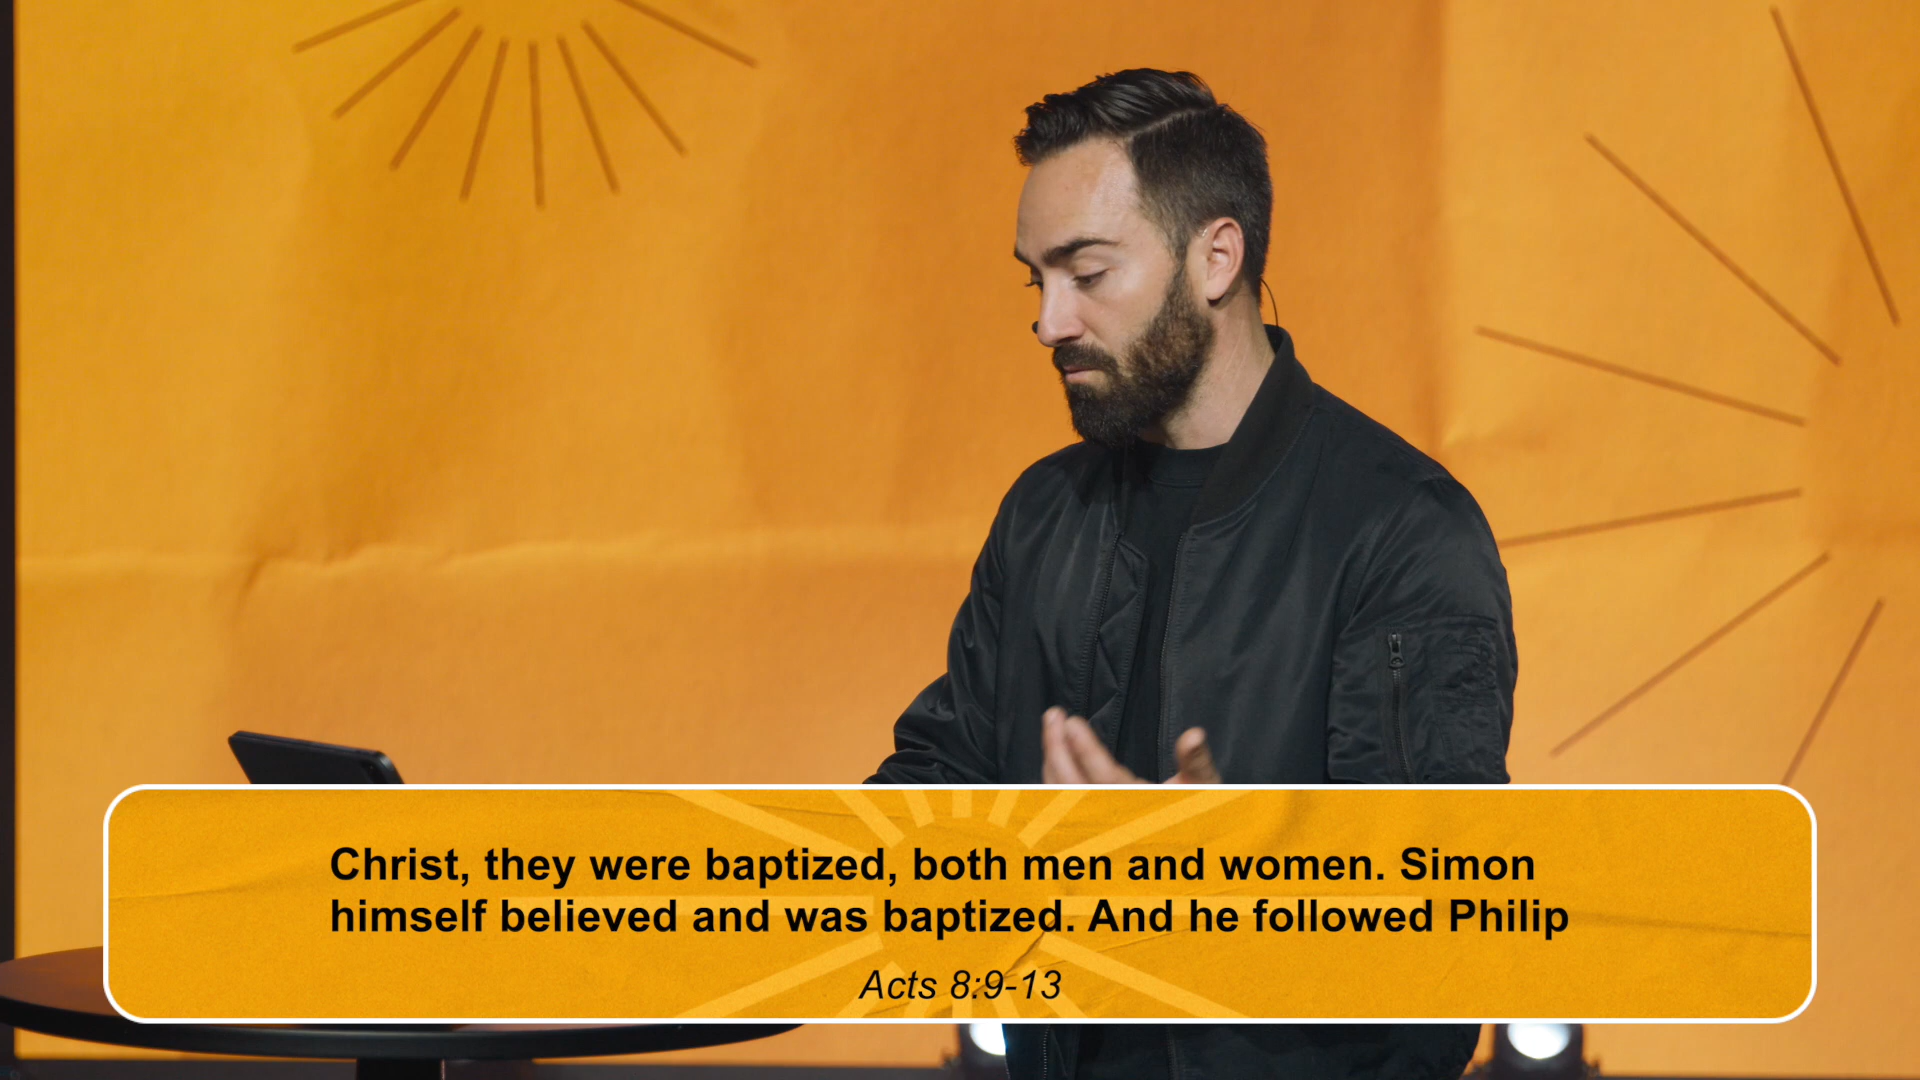 Christ, they were baptized, both men and women. Simon
himself believed and was baptized. And he followed Philip
Acts 8:9-13